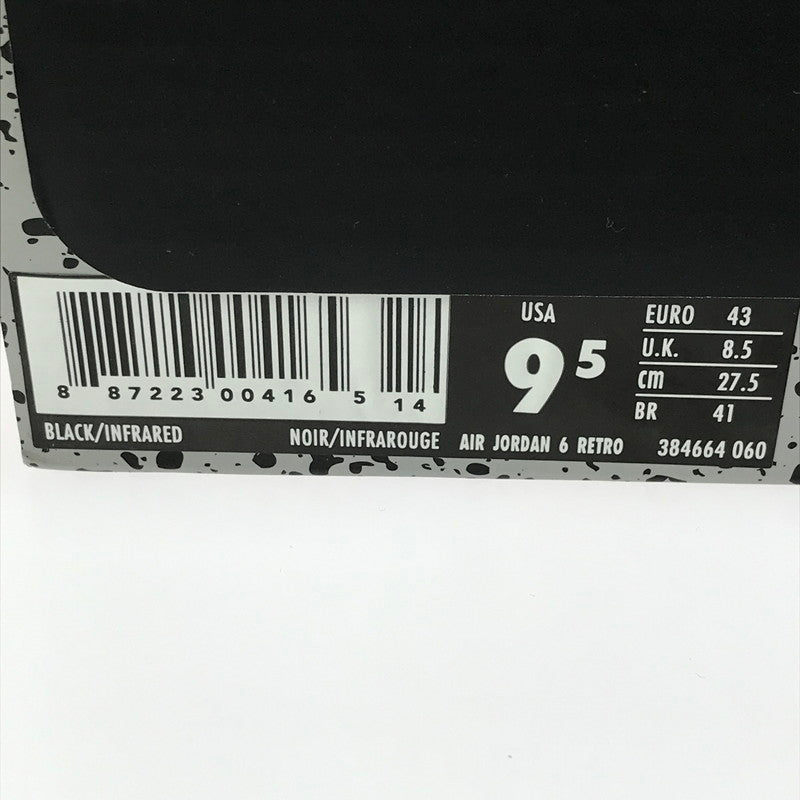 8 87223 00416 5 14
BLACK/INFRARED NOIR/INFRAROUGE
USA
9 5
EURO 43
U.K. 8.5
cm 27.5
BR 41
AIR JORDAN 6 RETRO 384664 060